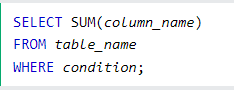 SELECT SUM(column_name)
FROM table_name
WHERE condition;